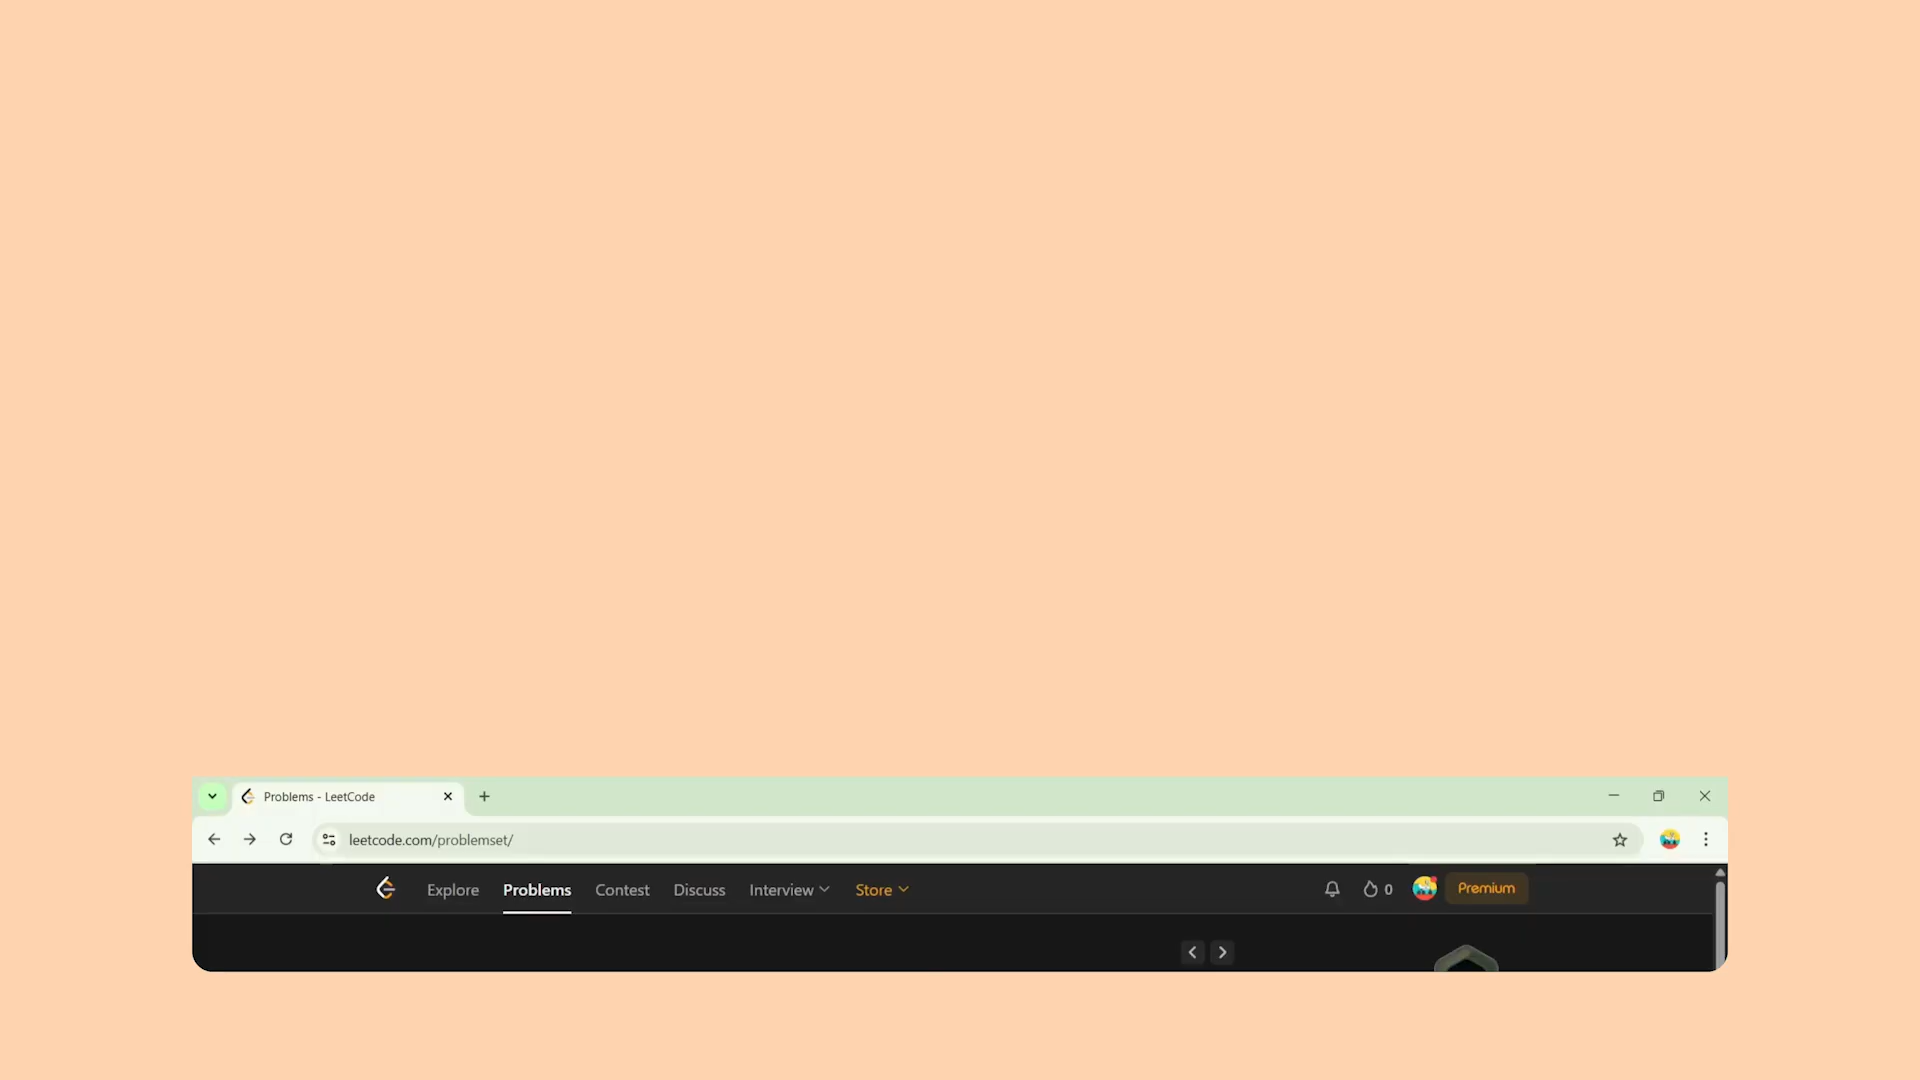 Problems - LeetCode
leetcode.com/problemset/
Explore Problems Contest Discuss Interview Store 0 Premium